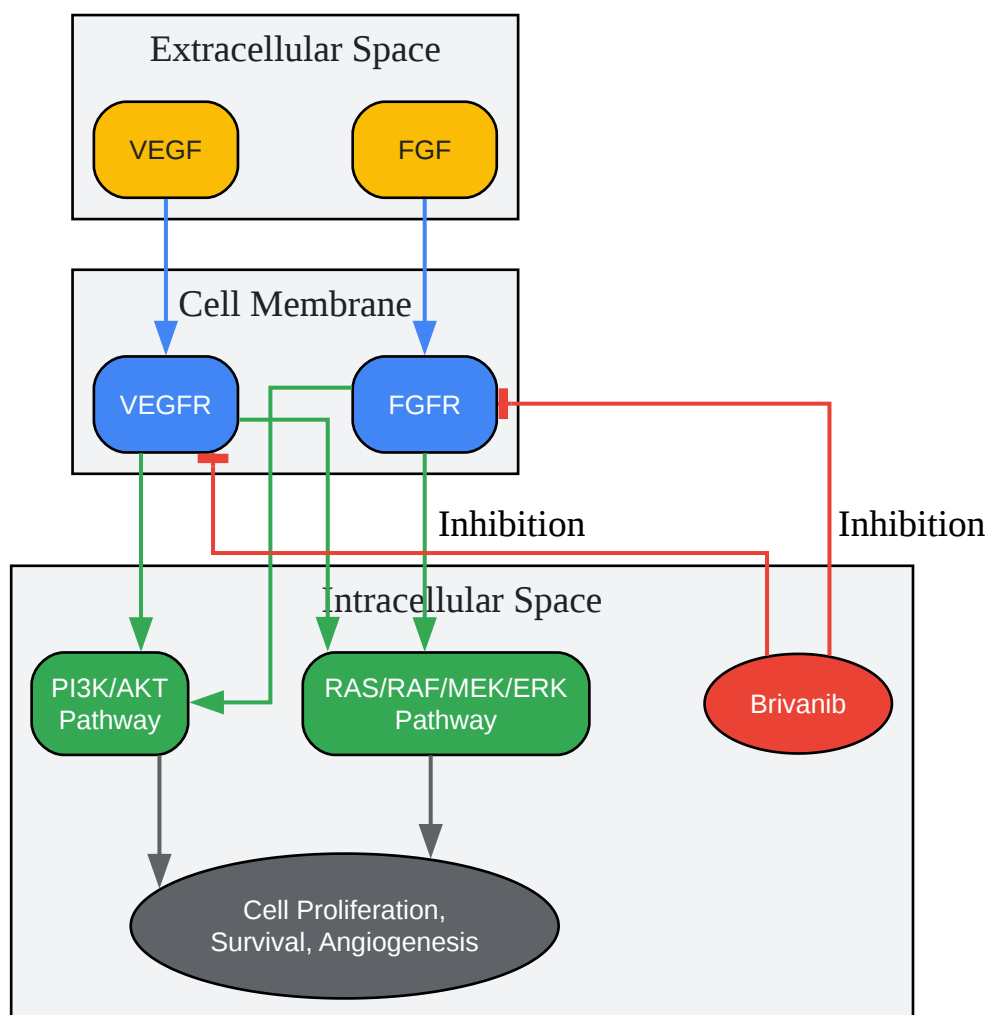 Extracellular Space
VEGF
FGF
Cell Membrane
VEGFR
FGFR
Inhibition
Inhibition
Intracellular Space
PI3K/AKT
Pathway
RAS/RAF/MEK/ERK
Pathway
Brivanib
Cell Proliferation,
Survival, Angiogenesis